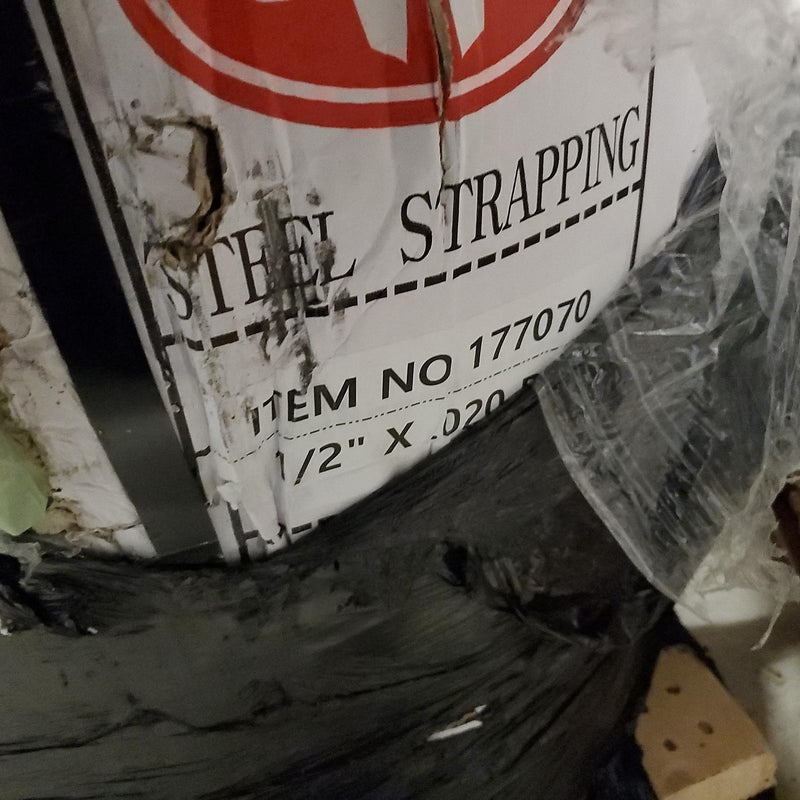 STEEL STRAPPING
ITEM NO 177070
1/2" X .020